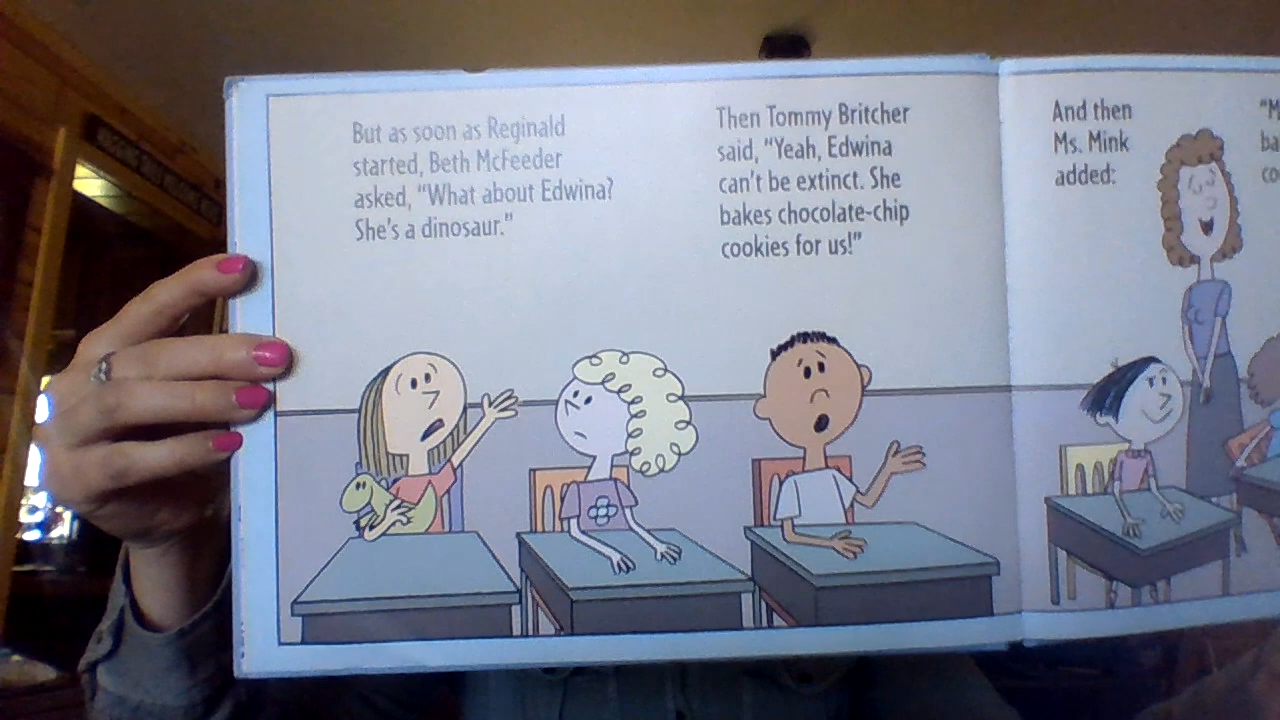 But as soon as Reginald
started, Beth McFeeder
asked, “What about Edwina?
She’s a dinosaur.”
Then Tommy Britcher
said, “Yeah, Edwina
can’t be extinct. She
bakes chocolate-chip
cookies for us!”
And then
Ms. Mink
added: